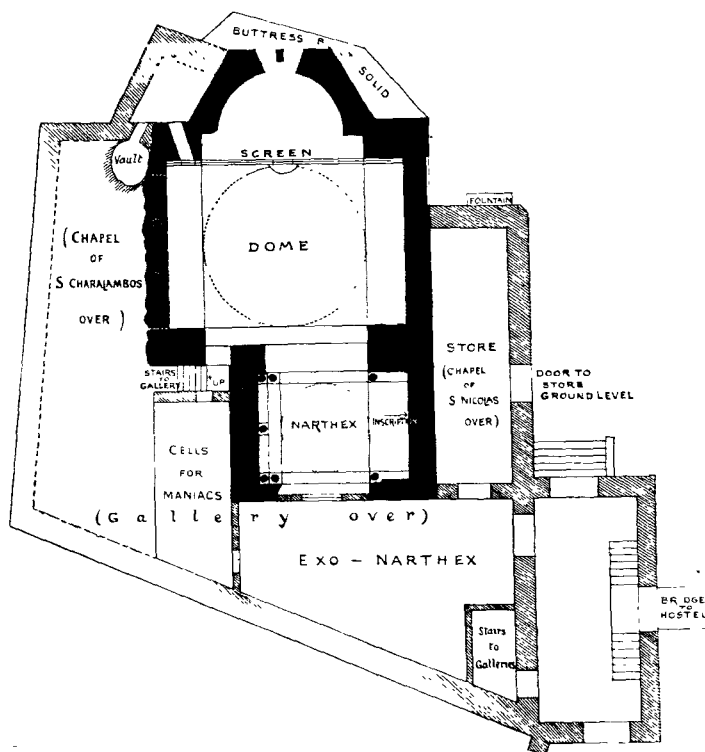 BUTTRESS
SOLID
SCREEN
Vault
FOUNTAIN
(CHAPEL
OF
S CHARALAMBOS
OVER)
DOME
STORE
(CHAPEL
OF
S NICOLAS
OVER)
DOOR TO
STORE
GROUND LEVEL
STAIRS
TO
GALLERY
UP
NARTHEX
INSCRIPTION
CELLS
FOR
MANIACS
(Gallery over)
EXO - NARTHEX
BRIDGE
TO
HOSTEL
Stairs
to
Galleries